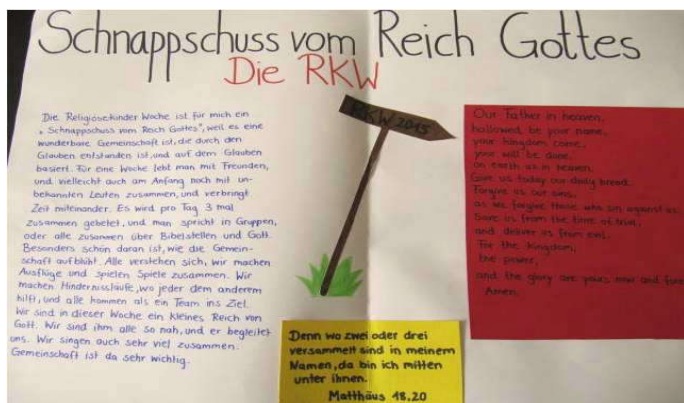 Schnappschuss vom Reich Gottes
Die RKW
Die Religiösekinder Woche ist für mich ein
„Schnappschuss vom Reich Gottes", weil es eine
wunderbare Gemeinschaft ist, die durch den
Glauben entstanden ist, und auf dem Glauben
basiert. Für eine Woche lebt man mit Freunden,
und vielleicht auch am Anfang noch mit un-
bekannten Leuten zusammen, und verbringt
Zeit miteinander. Es wird pro Tag 3 mal
zusammen gebetet, und man spricht in Gruppen,
oder alle zusammen über Bibelstellen und Gott.
Besonders schön daran ist, wie die Gemein-
schaft aufblüht. Alle verstehen sich, wir machen
Ausflüge und spielen Spiele zusammen. Wir
machen Hindernissläufe, wo jeder dem anderem
hilft, und alle kommen als ein Team ins Ziel.
Wir sind in dieser Woche ein kleines Reich von
Gott. Wir sind ihm alle so nah, und er begleitet
uns. Wir singen auch sehr viel zusammen.
Gemeinschaft ist da sehr wichtig.
RKW 2015
Denn wo zwei oder drei
versammelt sind in meinem
Namen, da bin ich mitten
unter ihnen.
Matthäus 18.20
Our Father in heaven,
hallowed be your name,
your kingdom come,
your will be done,
on earth as in heaven.
Give us today our daily bread.
Forgive us our sins,
as we forgive those who sin against us.
Save us from the time of trial,
and deliver us from evil.
For the kingdom,
the power,
and the glory are yours now and
Amen.